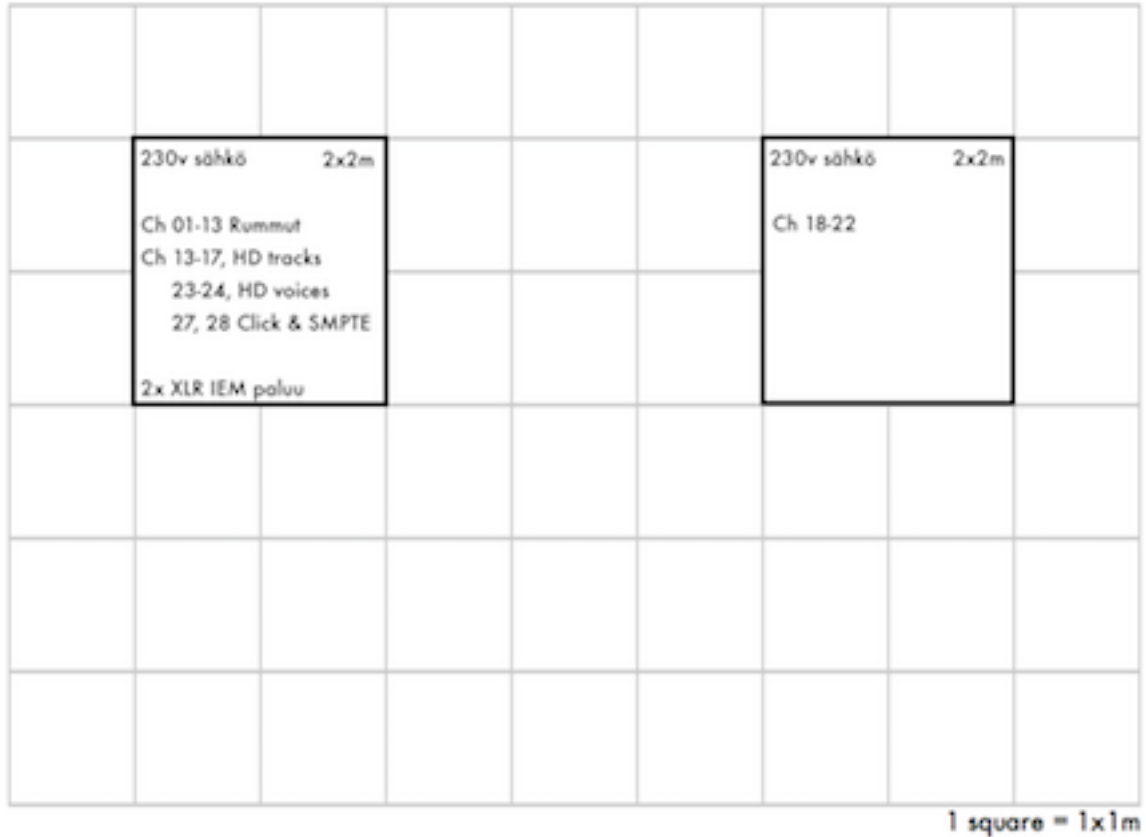 230v sähkö 2x2m
Ch 01-13 Rummut
Ch 13-17, HD tracks
23-24, HD voices
27, 28 Click & SMPTE
2x XLR IEM paluu
230v sähkö 2x2m
Ch 18-22
1 square = 1x1m